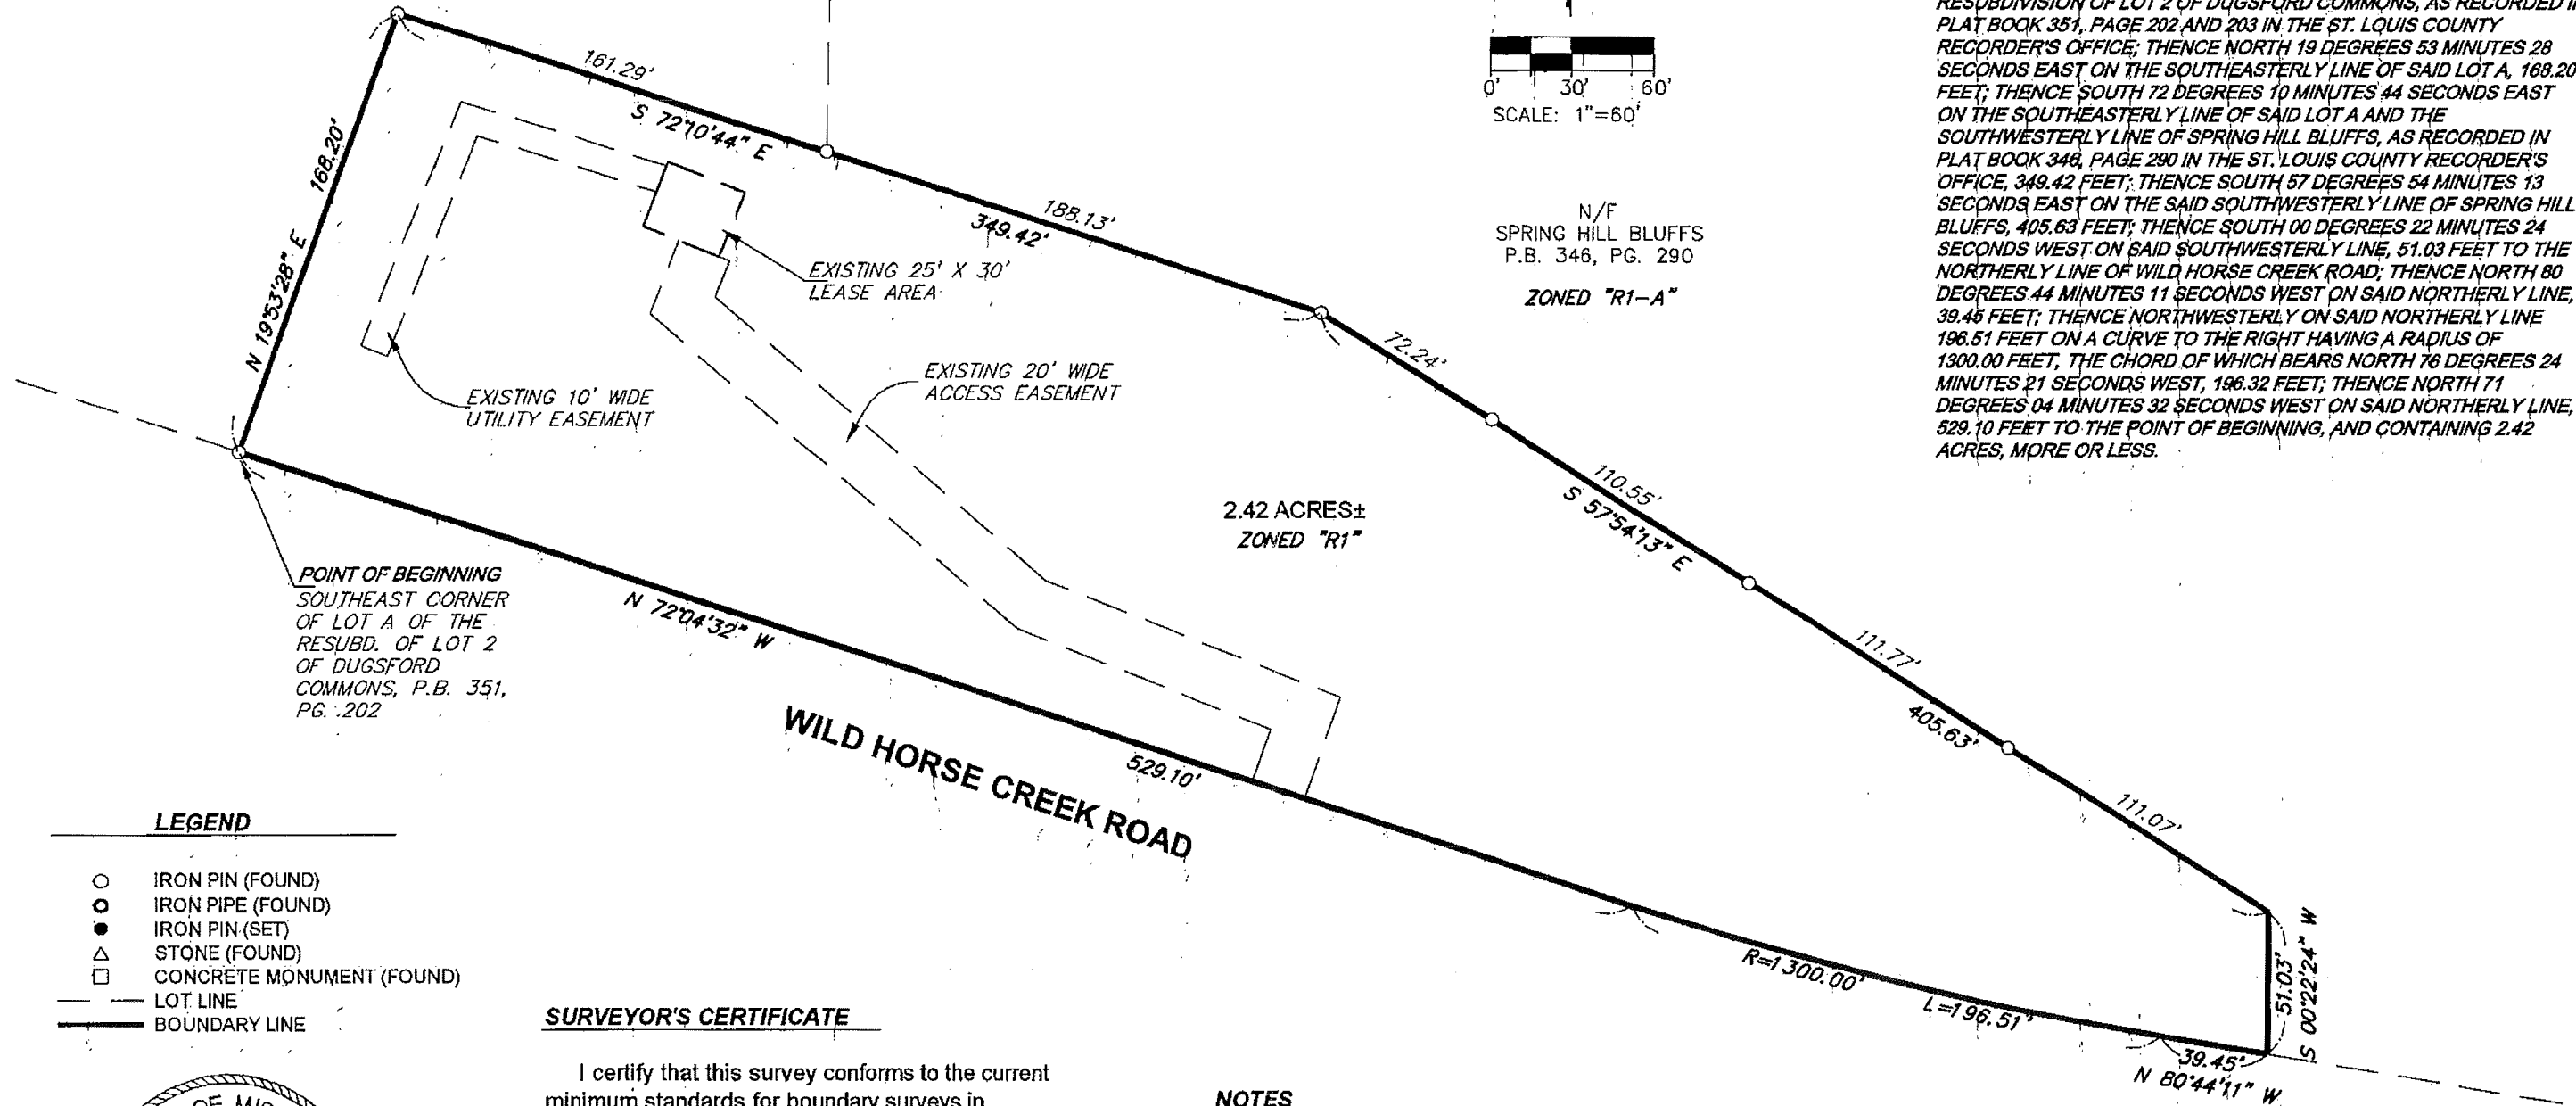 161.29'
S 72°10'44" E
168.20'
N 19°53'28" E
188.13'
349.42'
EXISTING 25' X 30'
LEASE AREA
EXISTING 10' WIDE
UTILITY EASEMENT
EXISTING 20' WIDE
ACCESS EASEMENT
0' 30' 60'
SCALE: 1"=60'
N/F
SPRING HILL BLUFFS
P.B. 346, PG. 290
ZONED "R1-A"
72.24'
110.55'
S 57°54'13" E
111.77'
405.63'
111.07'
2.42 ACRES±
ZONED "R1"
POINT OF BEGINNING
SOUTHEAST CORNER
OF LOT A OF THE
RESUBD. OF LOT 2
OF DUGSFORD
COMMONS, P.B. 351,
PG. 202
N 72°04'32" W
529.10'
WILD HORSE CREEK ROAD
R=1300.00'
L=196.51'
51.03'
S 00°22'24" W
39.45'
N 80°44'11" W
RESUBDIVISION OF LOT 2 OF DUGSFORD COMMONS, AS RECORDED IN
PLAT BOOK 351, PAGE 202 AND 203 IN THE ST. LOUIS COUNTY
RECORDER'S OFFICE; THENCE NORTH 19 DEGREES 53 MINUTES 28
SECONDS EAST ON THE SOUTHEASTERLY LINE OF SAID LOT A, 168.20
FEET; THENCE SOUTH 72 DEGREES 10 MINUTES 44 SECONDS EAST
ON THE SOUTHEASTERLY LINE OF SAID LOT A AND THE
SOUTHWESTERLY LINE OF SPRING HILL BLUFFS, AS RECORDED IN
PLAT BOOK 346, PAGE 290 IN THE ST. LOUIS COUNTY RECORDER'S
OFFICE, 349.42 FEET; THENCE SOUTH 57 DEGREES 54 MINUTES 13
SECONDS EAST ON THE SAID SOUTHWESTERLY LINE OF SPRING HILL
BLUFFS, 405.63 FEET; THENCE SOUTH 00 DEGREES 22 MINUTES 24
SECONDS WEST ON SAID SOUTHWESTERLY LINE, 51.03 FEET TO THE
NORTHERLY LINE OF WILD HORSE CREEK ROAD; THENCE NORTH 80
DEGREES 44 MINUTES 11 SECONDS WEST ON SAID NORTHERLY LINE,
39.45 FEET; THENCE NORTHWESTERLY ON SAID NORTHERLY LINE
196.51 FEET ON A CURVE TO THE RIGHT HAVING A RADIUS OF
1300.00 FEET, THE CHORD OF WHICH BEARS NORTH 76 DEGREES 24
MINUTES 21 SECONDS WEST, 196.32 FEET; THENCE NORTH 71
DEGREES 04 MINUTES 32 SECONDS WEST ON SAID NORTHERLY LINE,
529.10 FEET TO THE POINT OF BEGINNING, AND CONTAINING 2.42
ACRES, MORE OR LESS.
LEGEND
IRON PIN (FOUND)
IRON PIPE (FOUND)
IRON PIN (SET)
STONE (FOUND)
CONCRETE MONUMENT (FOUND)
LOT LINE
BOUNDARY LINE
SURVEYOR'S CERTIFICATE
I certify that this survey conforms to the current
minimum standards for boundary surveys in
NOTES